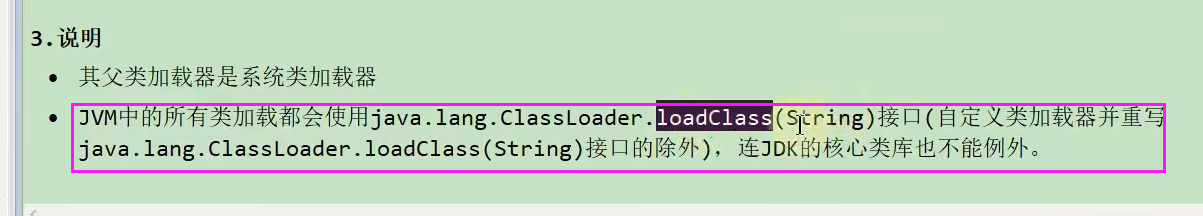 3.说明
• 其父类加载器是系统类加载器
• JVM中的所有类加载都会使用java.lang.ClassLoader.loadClass(String)接口(自定义类加载器并重写
java.lang.ClassLoader.loadClass(String)接口的除外)，连JDK的核心类库也不能例外。